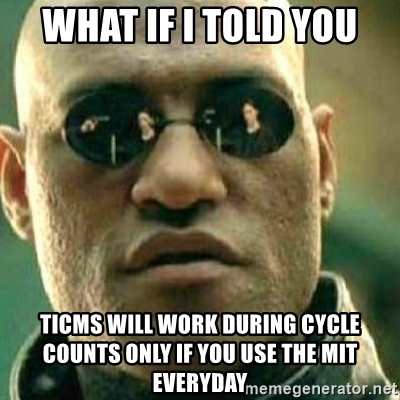 WHAT IF I TOLD YOU
TICMS WILL WORK DURING CYCLE
COUNTS ONLY IF YOU USE THE MIT
EVERYDAY
memegenerator.net